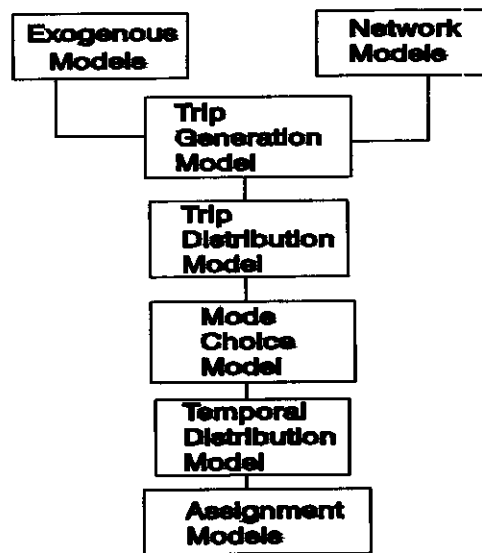 Exogenous
Models
Network
Models
Trip
Generation
Model
Trip
Distribution
Model
Mode
Choice
Model
Temporal
Distribution
Model
Assignment
Models